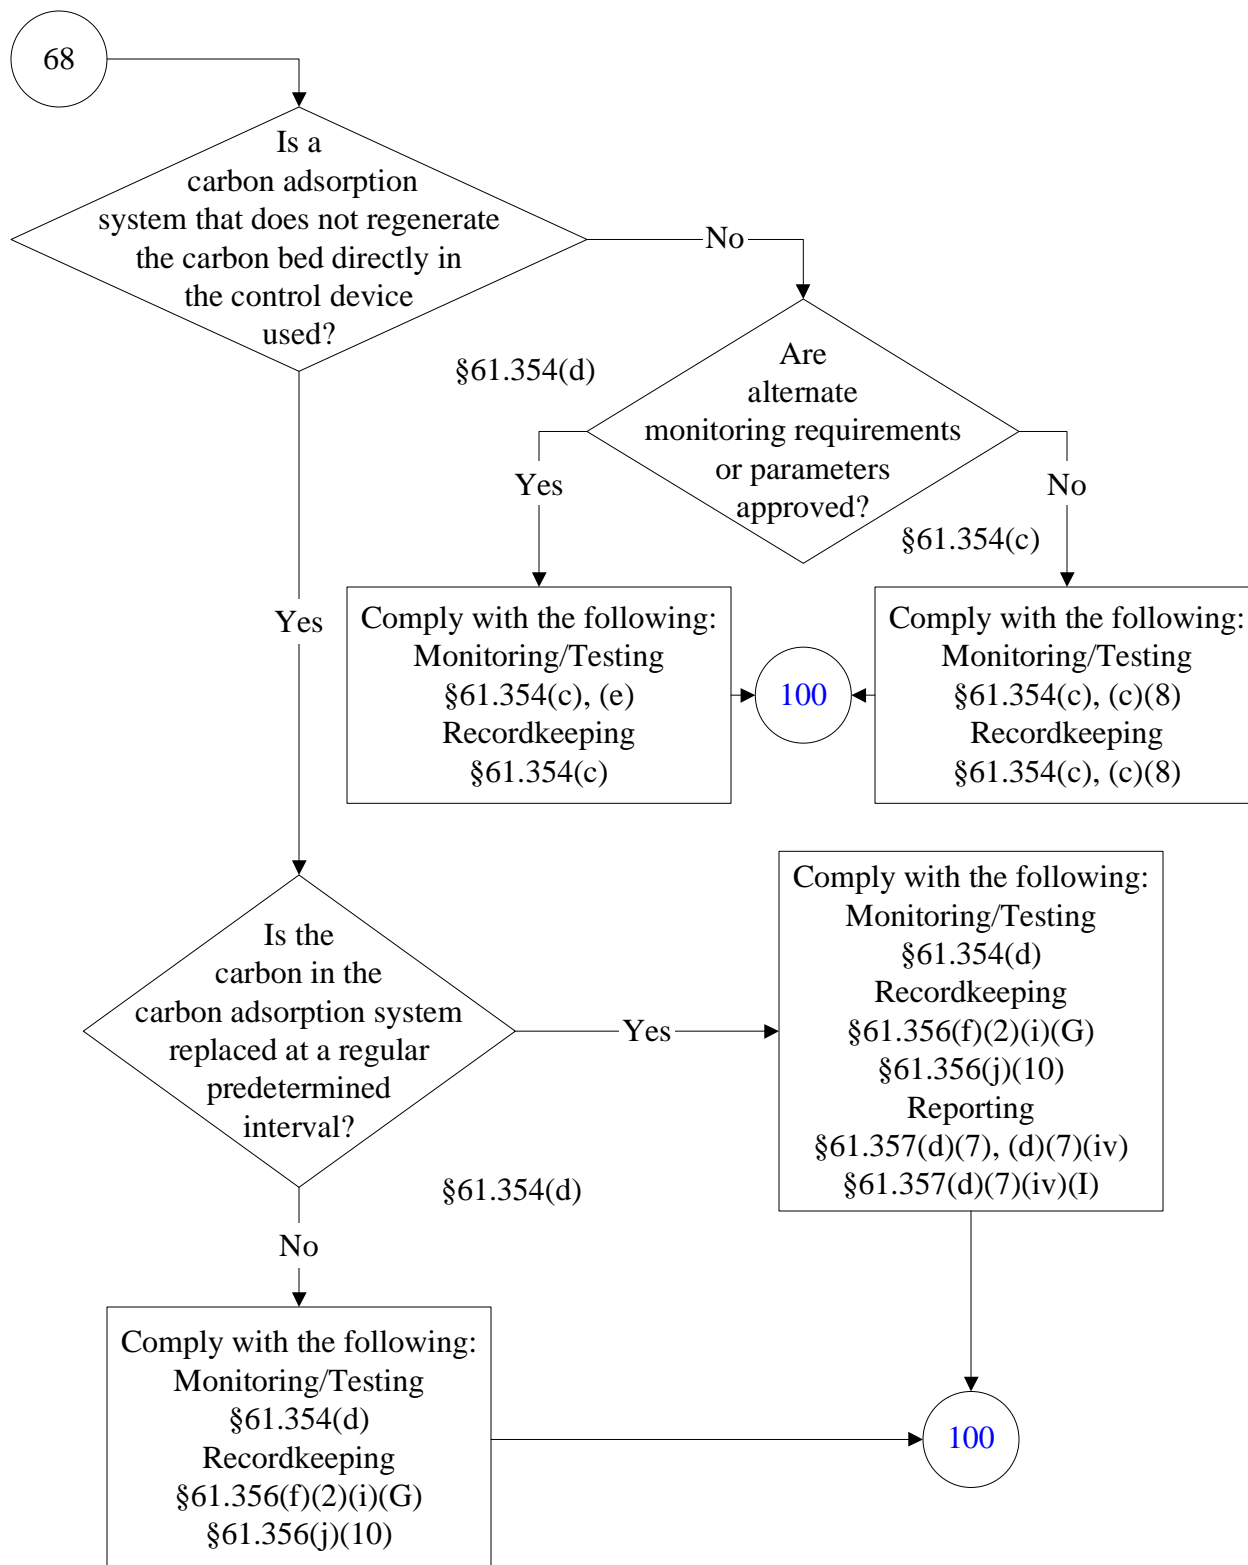 68
Is a
carbon adsorption
system that does not regenerate
the carbon bed directly in
the control device
used?
No
§61.354(d)
Are
alternate
monitoring requirements
or parameters
approved?
Yes
No
§61.354(c)
Yes
Comply with the following:
Monitoring/Testing
§61.354(c), (e)
Recordkeeping
§61.354(c)
100
Comply with the following:
Monitoring/Testing
§61.354(c), (c)(8)
Recordkeeping
§61.354(c), (c)(8)
Is the
carbon in the
carbon adsorption system
replaced at a regular
predetermined
interval?
Yes
§61.354(d)
Comply with the following:
Monitoring/Testing
§61.354(d)
Recordkeeping
§61.356(f)(2)(i)(G)
§61.356(j)(10)
Reporting
§61.357(d)(7), (d)(7)(iv)
§61.357(d)(7)(iv)(I)
No
Comply with the following:
Monitoring/Testing
§61.354(d)
Recordkeeping
§61.356(f)(2)(i)(G)
§61.356(j)(10)
100